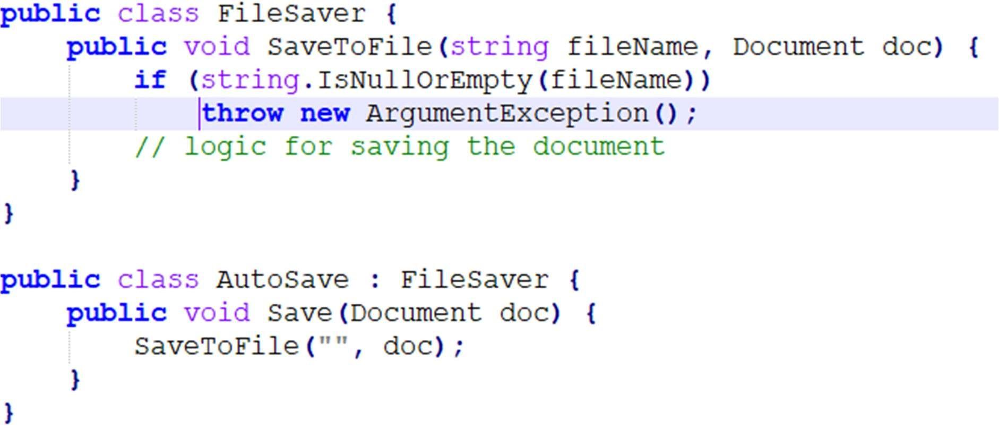 public class FileSaver {
    public void SaveToFile(string fileName, Document doc) {
        if (string.IsNullOrEmpty(fileName))
            throw new ArgumentException();
        // logic for saving the document
    }
}

public class AutoSave : FileSaver {
    public void Save(Document doc) {
        SaveToFile("", doc);
    }
}